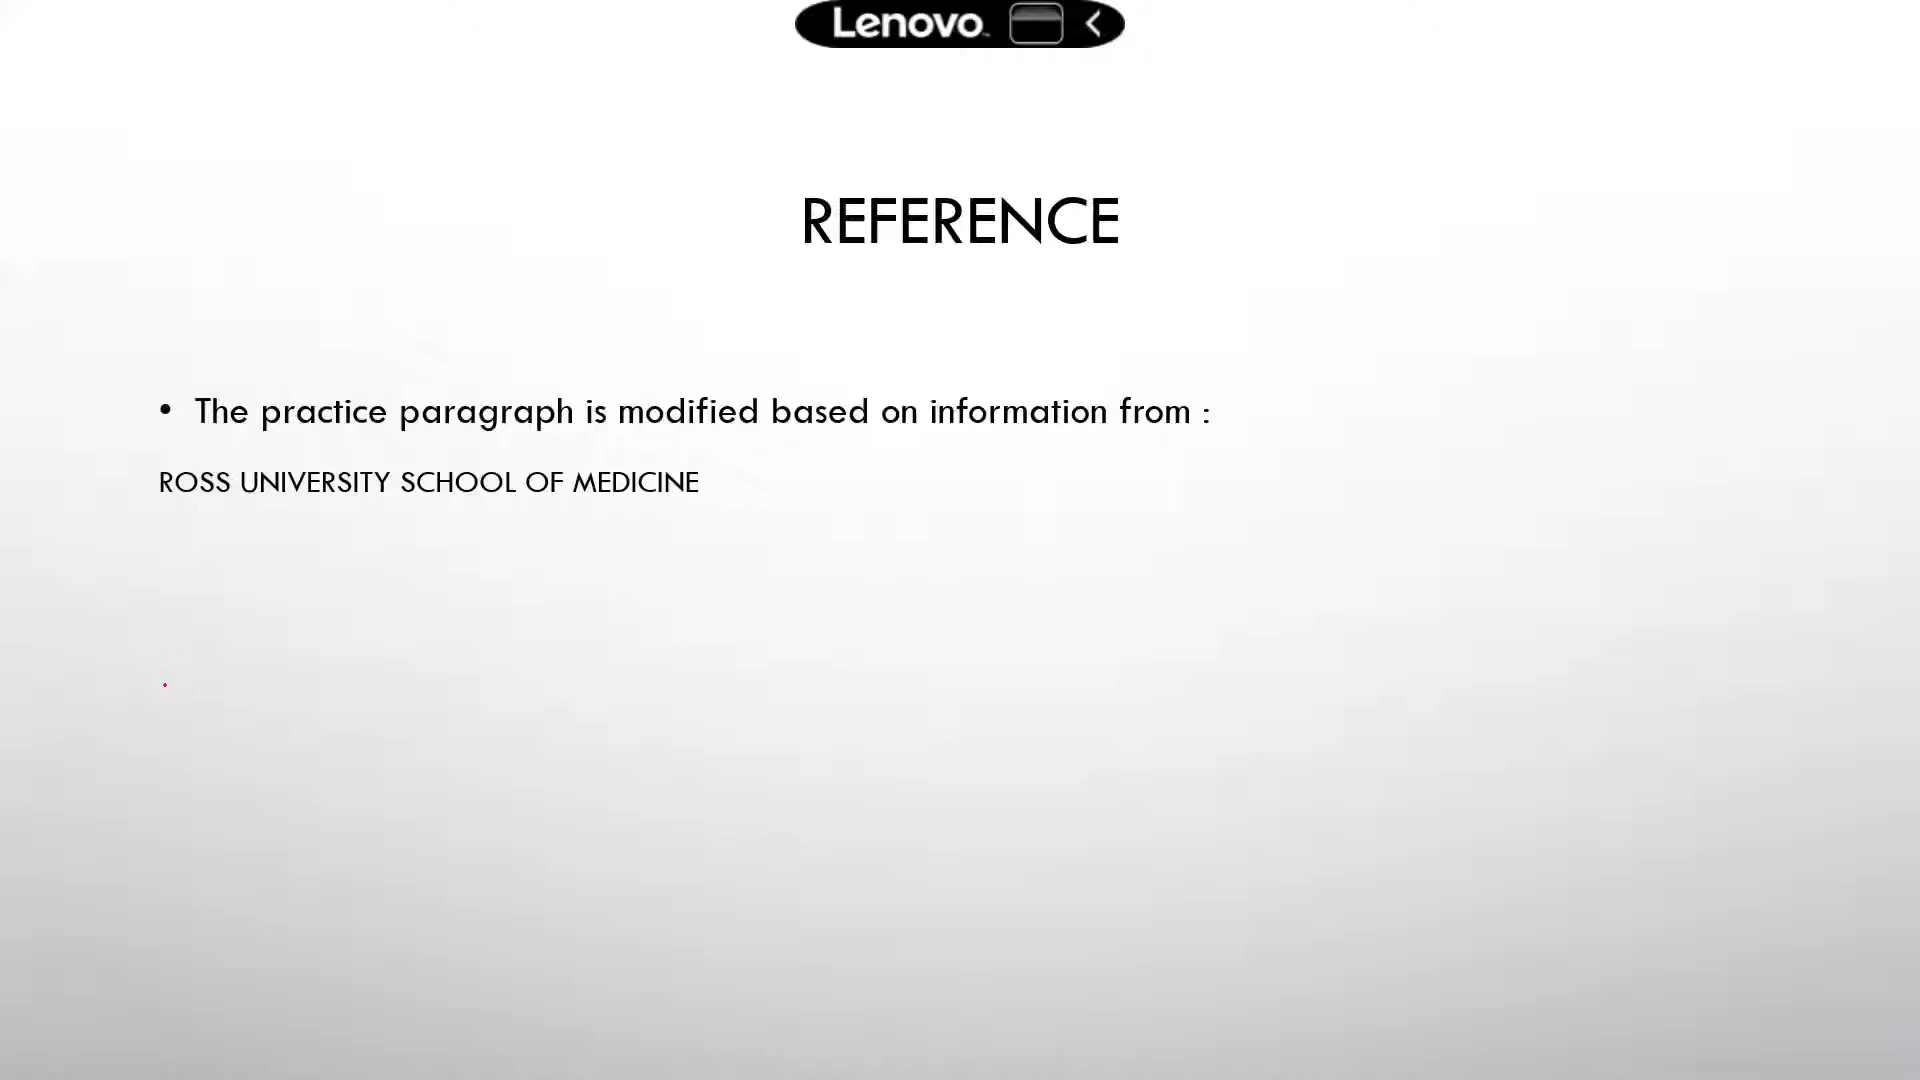 Lenovo
REFERENCE
• The practice paragraph is modified based on information from :
ROSS UNIVERSITY SCHOOL OF MEDICINE